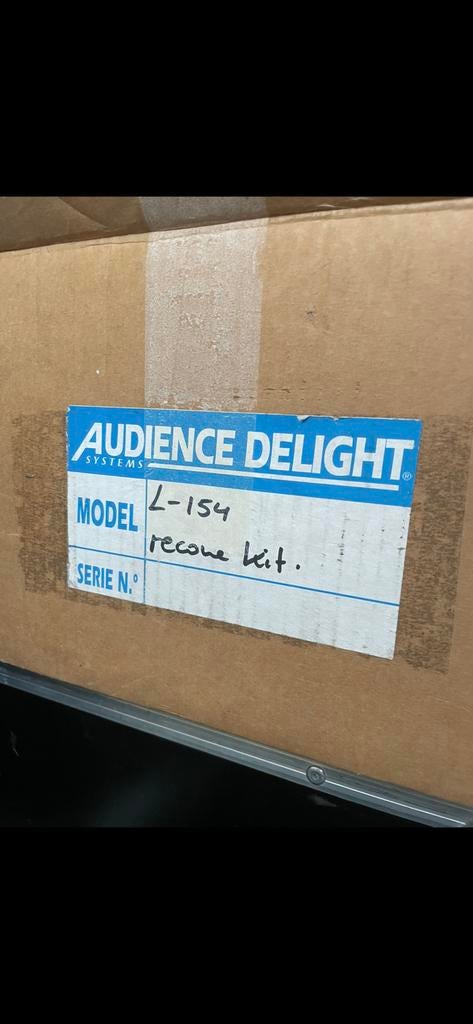 AUDIENCE DELIGHT®
SYSTEMS
MODEL L-154
recone kit.
SERIE N.º